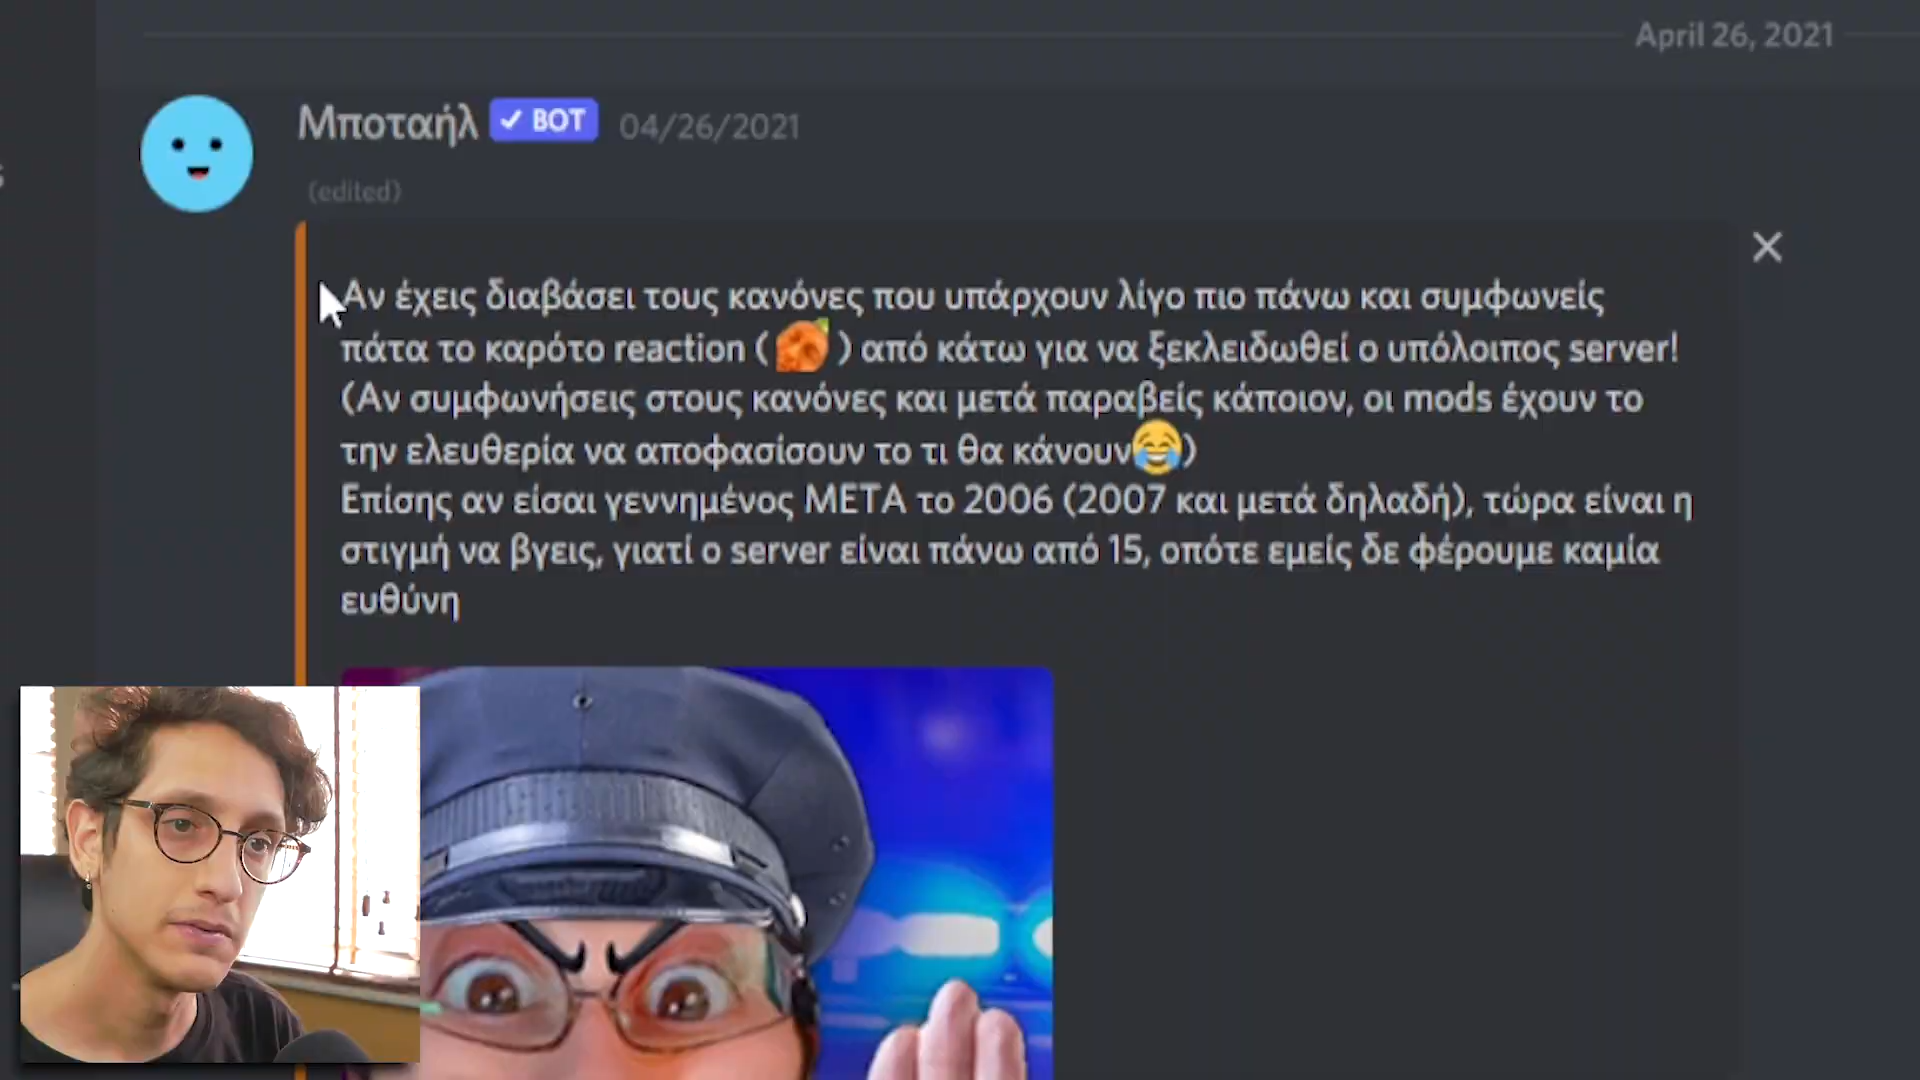 April 26, 2021
Μποταήλ ✓ BOT 04/26/2021
(edited)
Αν έχεις διαβάσει τους κανόνες που υπάρχουν λίγο πιο πάνω και συμφωνείς
πάτα το καρότο reaction ( ) από κάτω για να ξεκλειδωθεί ο υπόλοιπος server!
(Αν συμφωνήσεις στους κανόνες και μετά παραβείς κάποιον, οι mods έχουν το
την ελευθερία να αποφασίσουν το τι θα κάνουν😂)
Επίσης αν είσαι γεννημένος ΜΕΤΑ το 2006 (2007 και μετά δηλαδή), τώρα είναι η
στιγμή να βγεις, γιατί ο server είναι πάνω από 15, οπότε εμείς δε φέρουμε καμία
ευθύνη